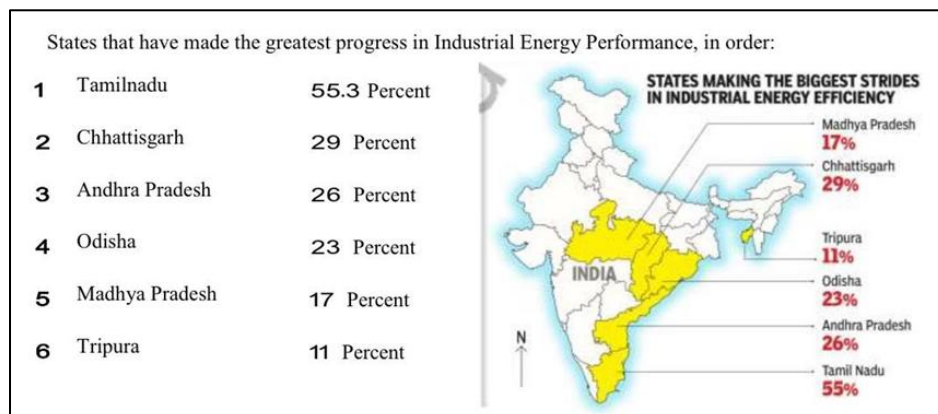 States that have made the greatest progress in Industrial Energy Performance, in order:
1 Tamilnadu 55.3 Percent
2 Chhattisgarh 29 Percent
3 Andhra Pradesh 26 Percent
4 Odisha 23 Percent
5 Madhya Pradesh 17 Percent
6 Tripura 11 Percent
STATES MAKING THE BIGGEST STRIDES
IN INDUSTRIAL ENERGY EFFICIENCY
Madhya Pradesh
17%
Chhattisgarh
29%
Tripura
11%
Odisha
23%
Andhra Pradesh
26%
Tamil Nadu
55%
INDIA
N